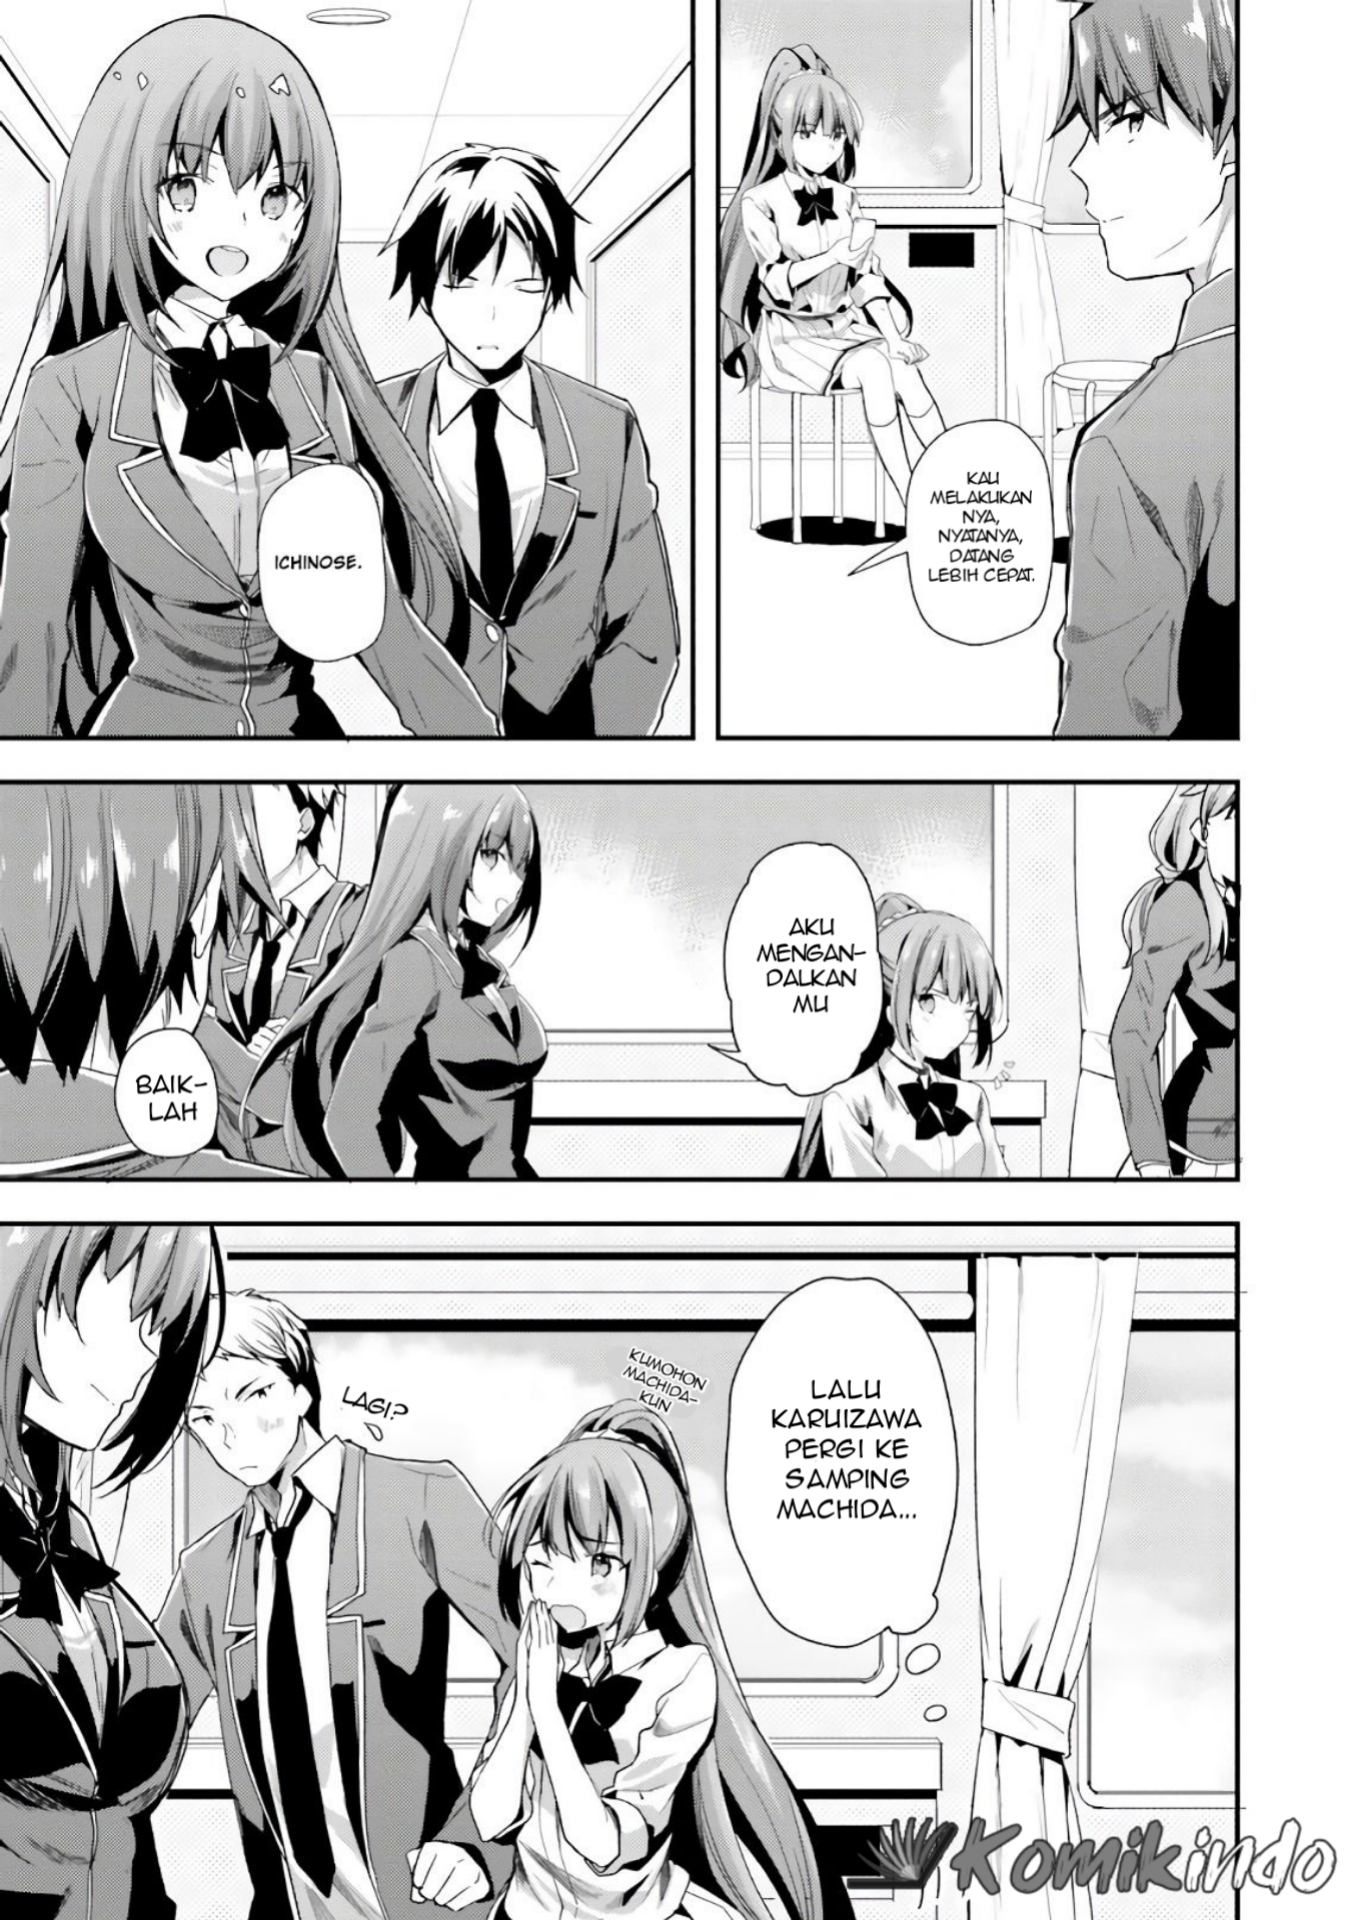 KAU
MELAKUKAN
NYA,
NYATANYA,
DATANG
LEBIH CEPAT.
ICHINOSE.
AKU
MENGAN-
DALKAN
MU
BAIK-
LAH
LALU
KARUIZAWA
PERGI KE
SAMPING
MACHIDA...
KUMOHON
MACHIDA-
KUN
LAGI?
Komikindo